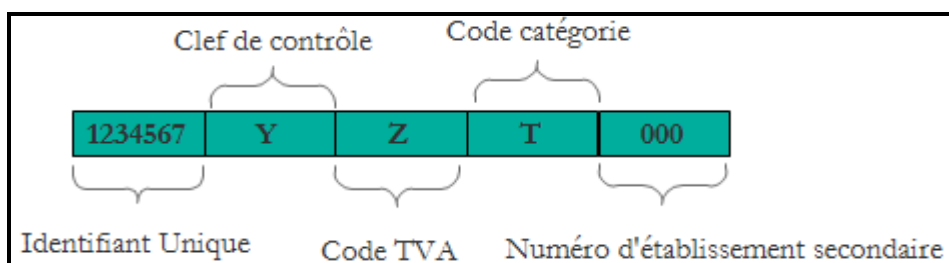 Clef de contrôle Code catégorie
1234567 Y Z T 000
Identifiant Unique Code TVA Numéro d'établissement secondaire